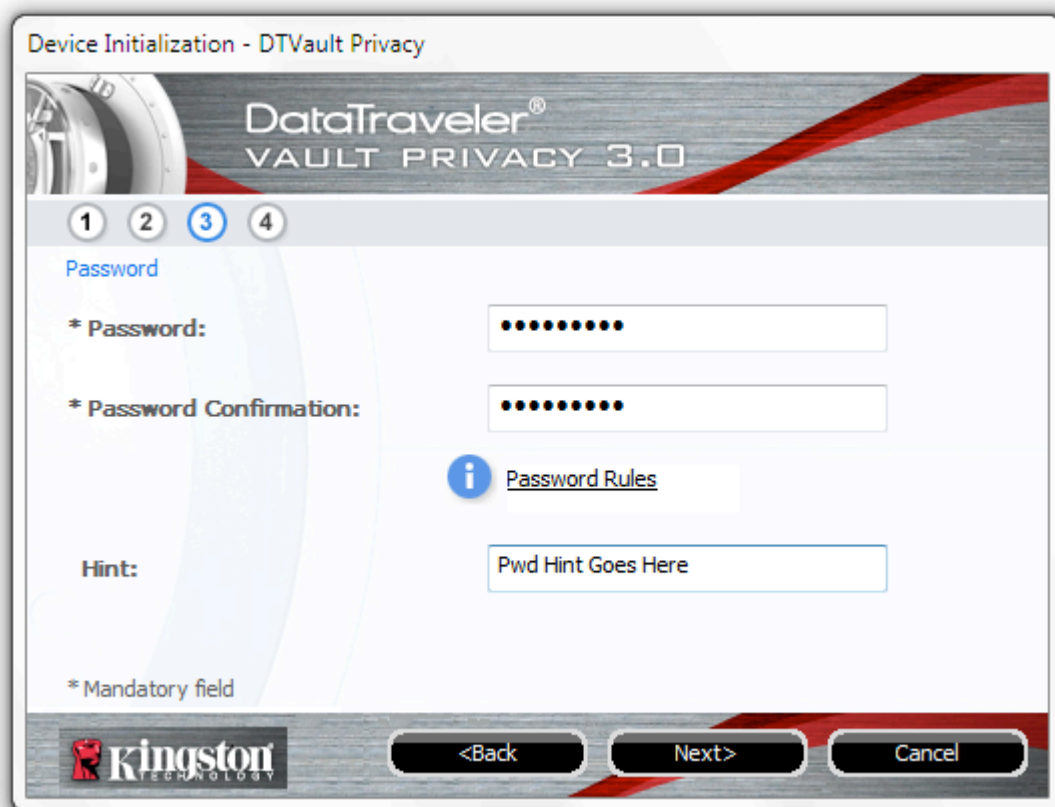 Device Initialization - DTVault Privacy
DataTraveler®
VAULT PRIVACY 3.0
1 2 3 4
Password
* Password: •••••••••
* Password Confirmation: •••••••••
i Password Rules
Hint: Pwd Hint Goes Here
* Mandatory field
Kingston
TECHNOLOGY
<Back Next> Cancel